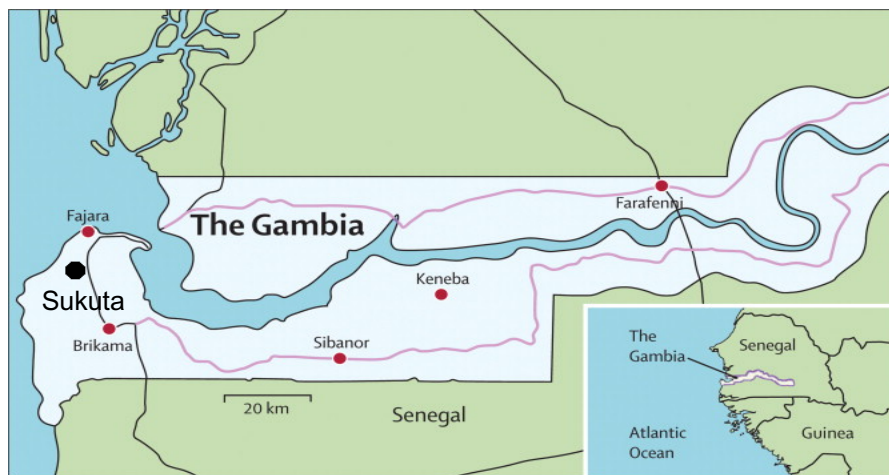 Farafenni
Fajara
The Gambia
Keneba
Sukuta
Brikama
Sibanor
20 km
Senegal
The
Gambia
Senegal
Atlantic
Ocean
Guinea